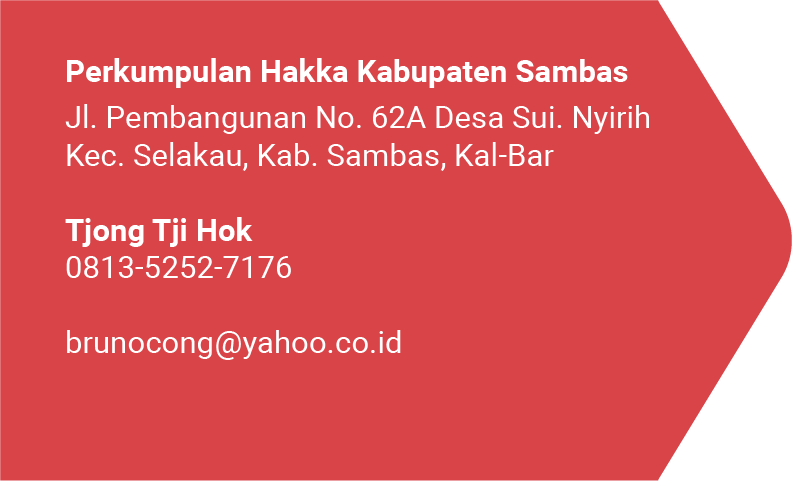 Perkumpulan Hakka Kabupaten Sambas
Jl. Pembangunan No. 62A Desa Sui. Nyirih
Kec. Selakau, Kab. Sambas, Kal-Bar
Tjong Tji Hok
0813-5252-7176
brunocong@yahoo.co.id